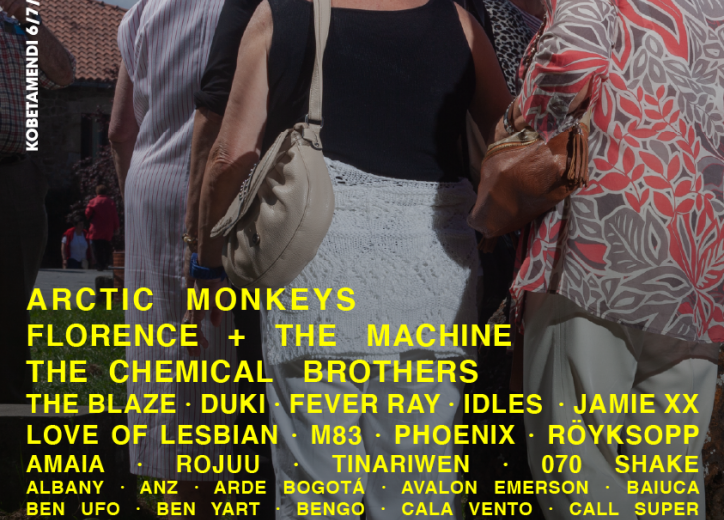 KOBETAMENDI 6/7/
ARCTIC MONKEYS
FLORENCE + THE MACHINE
THE CHEMICAL BROTHERS
THE BLAZE · DUKI · FEVER RAY · IDLES · JAMIE XX
LOVE OF LESBIAN · M83 · PHOENIX · RÖYKSOPP
AMAIA · ROJUU · TINARIWEN · 070 SHAKE
ALBANY · ANZ · ARDE BOGOTÁ · AVALON EMERSON · BAIUCA
BEN UFO · BEN YART · BENGO · CALA VENTO · CALL SUPER